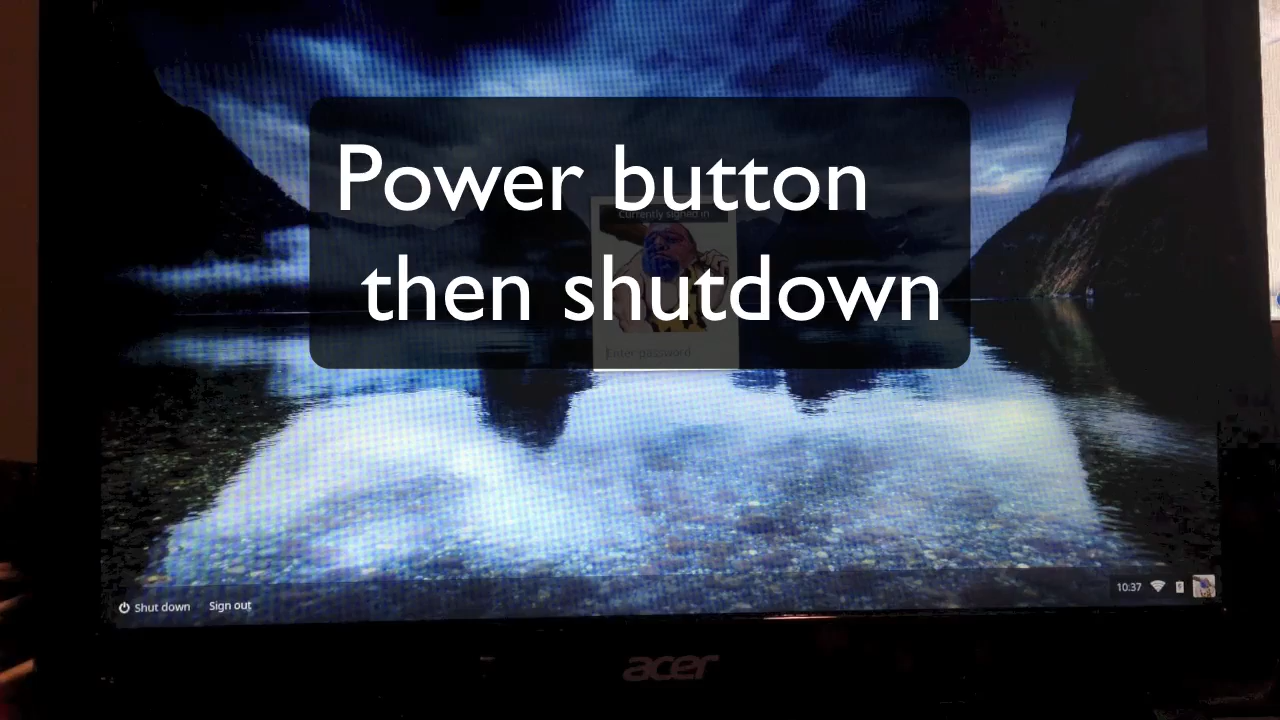 Power button
then shutdown
Currently signed in
Enter password
Shut down
Sign out
10:37
acer